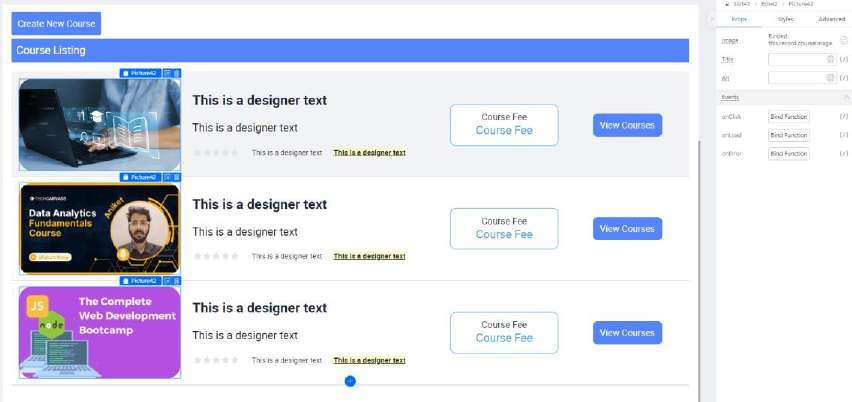 Create New Course
Course Listing
Picture42
This is a designer text
This is a designer text
This is a designer text
This is a designer text
Course Fee
Course Fee
View Courses
Picture42
TECHCANVASS
Data Analytics
Fundamentals
Course
Aniket
This is a designer text
This is a designer text
This is a designer text
This is a designer text
Course Fee
Course Fee
View Courses
Picture42
JS
node
The Complete
Web Development
Bootcamp
This is a designer text
This is a designer text
This is a designer text
This is a designer text
Course Fee
Course Fee
View Courses
Picture42
Props
Styles
Advanced
Image
Binded:
this.record.courseimage
Title
{/}
Alt
{/}
Events
onClick
Bind Function
{/}
onLoad
Bind Function
{/}
onError
Bind Function
{/}